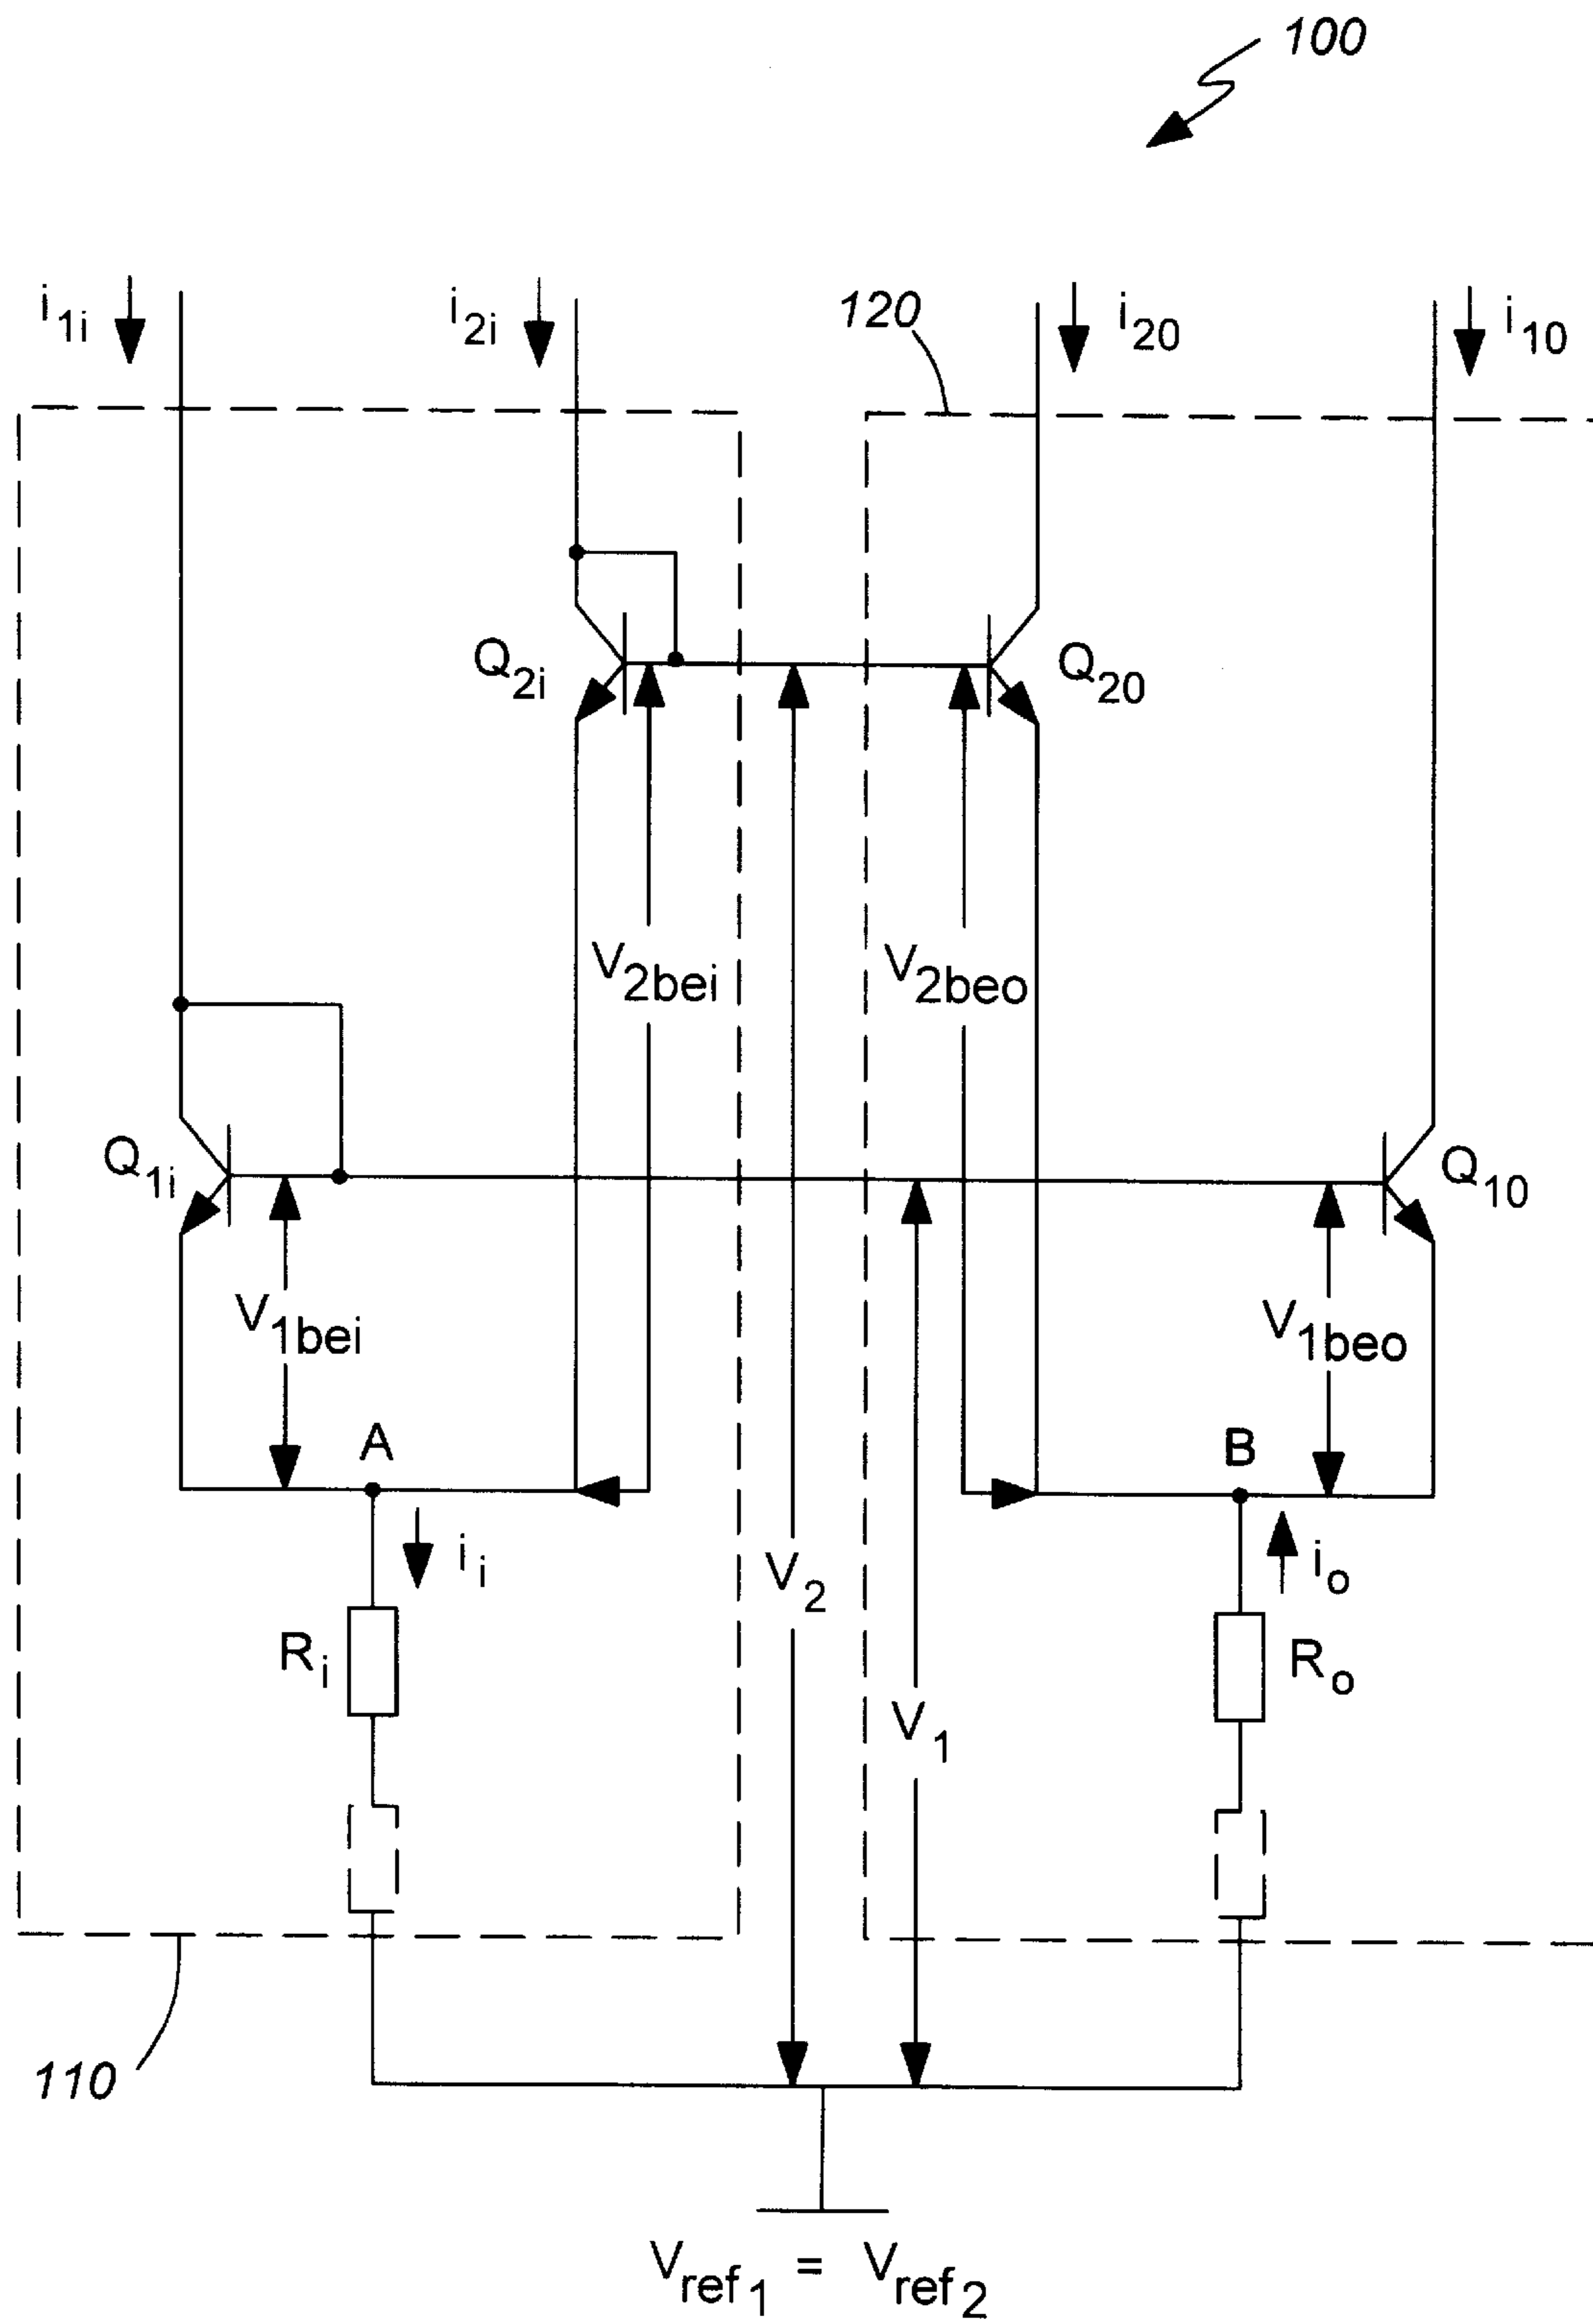 100
i1i
i2i
120
i20
i10
Q2i
Q20
V2bei
V2beo
Q1i
Q10
V1bei
V1beo
A
B
ii
V2
io
Ri
Ro
V1
110
Vref1 = Vref2